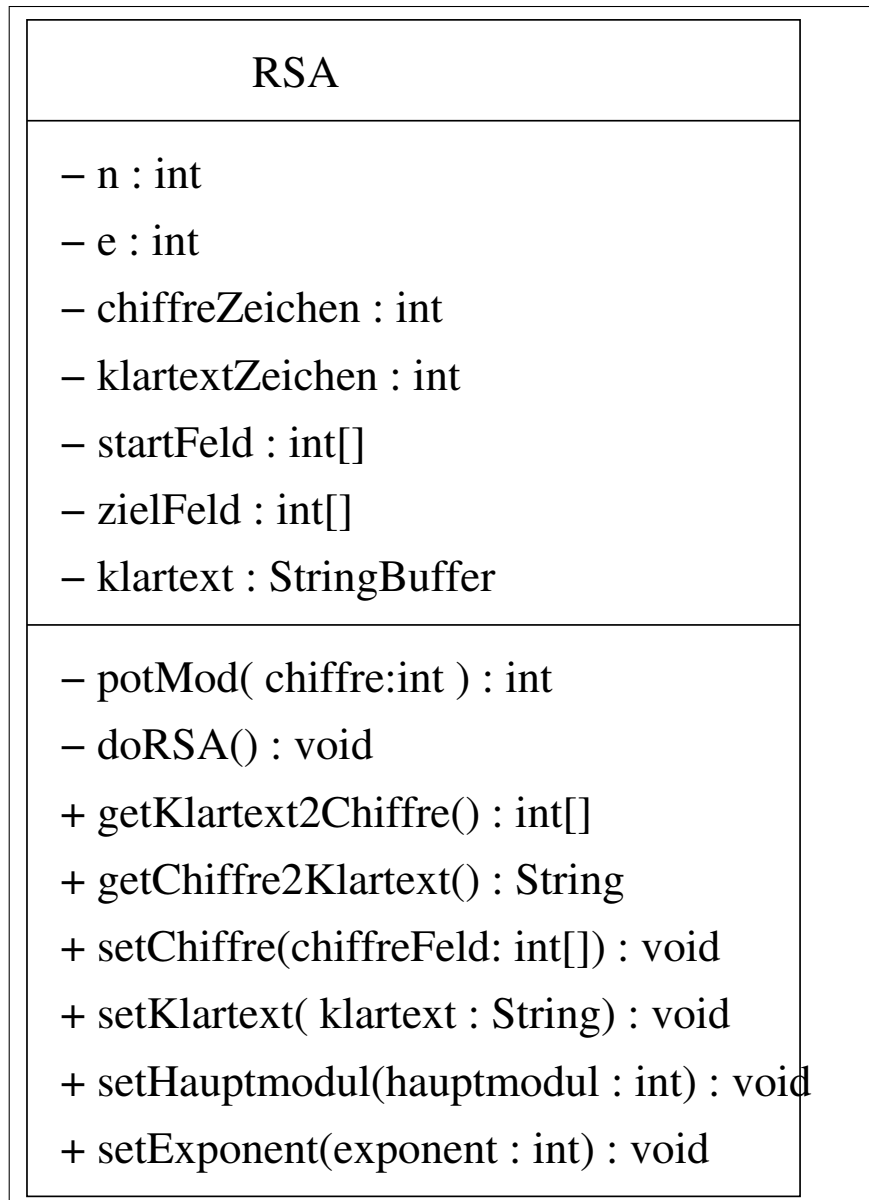 RSA
− n : int
− e : int
− chiffreZeichen : int
− klartextZeichen : int
− startFeld : int[]
− zielFeld : int[]
− klartext : StringBuffer
− potMod( chiffre:int ) : int
− doRSA() : void
+ getKlartext2Chiffre() : int[]
+ getChiffre2Klartext() : String
+ setChiffre(chiffreFeld: int[]) : void
+ setKlartext( klartext : String) : void
+ setHauptmodul(hauptmodul : int) : void
+ setExponent(exponent : int) : void